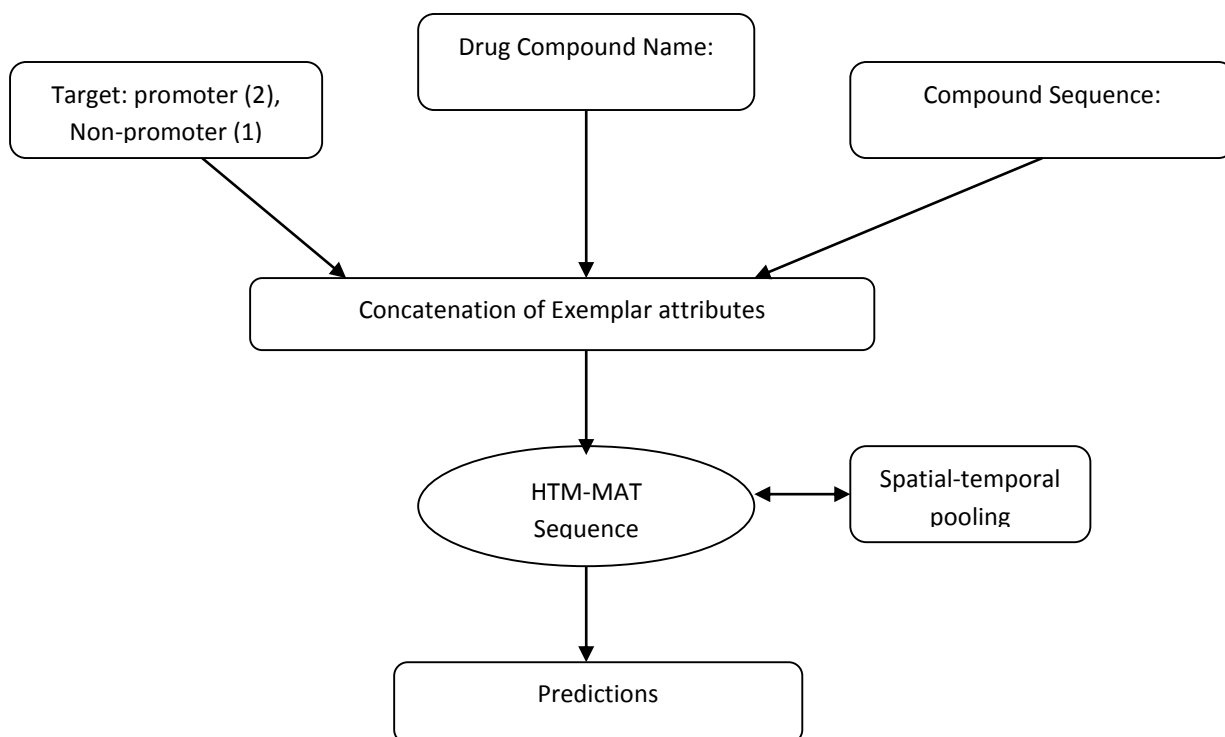 Drug Compound Name:
Target: promoter (2),
Non-promoter (1)
Compound Sequence:
Concatenation of Exemplar attributes
HTM-MAT
Sequence
Spatial-temporal
pooling
Predictions